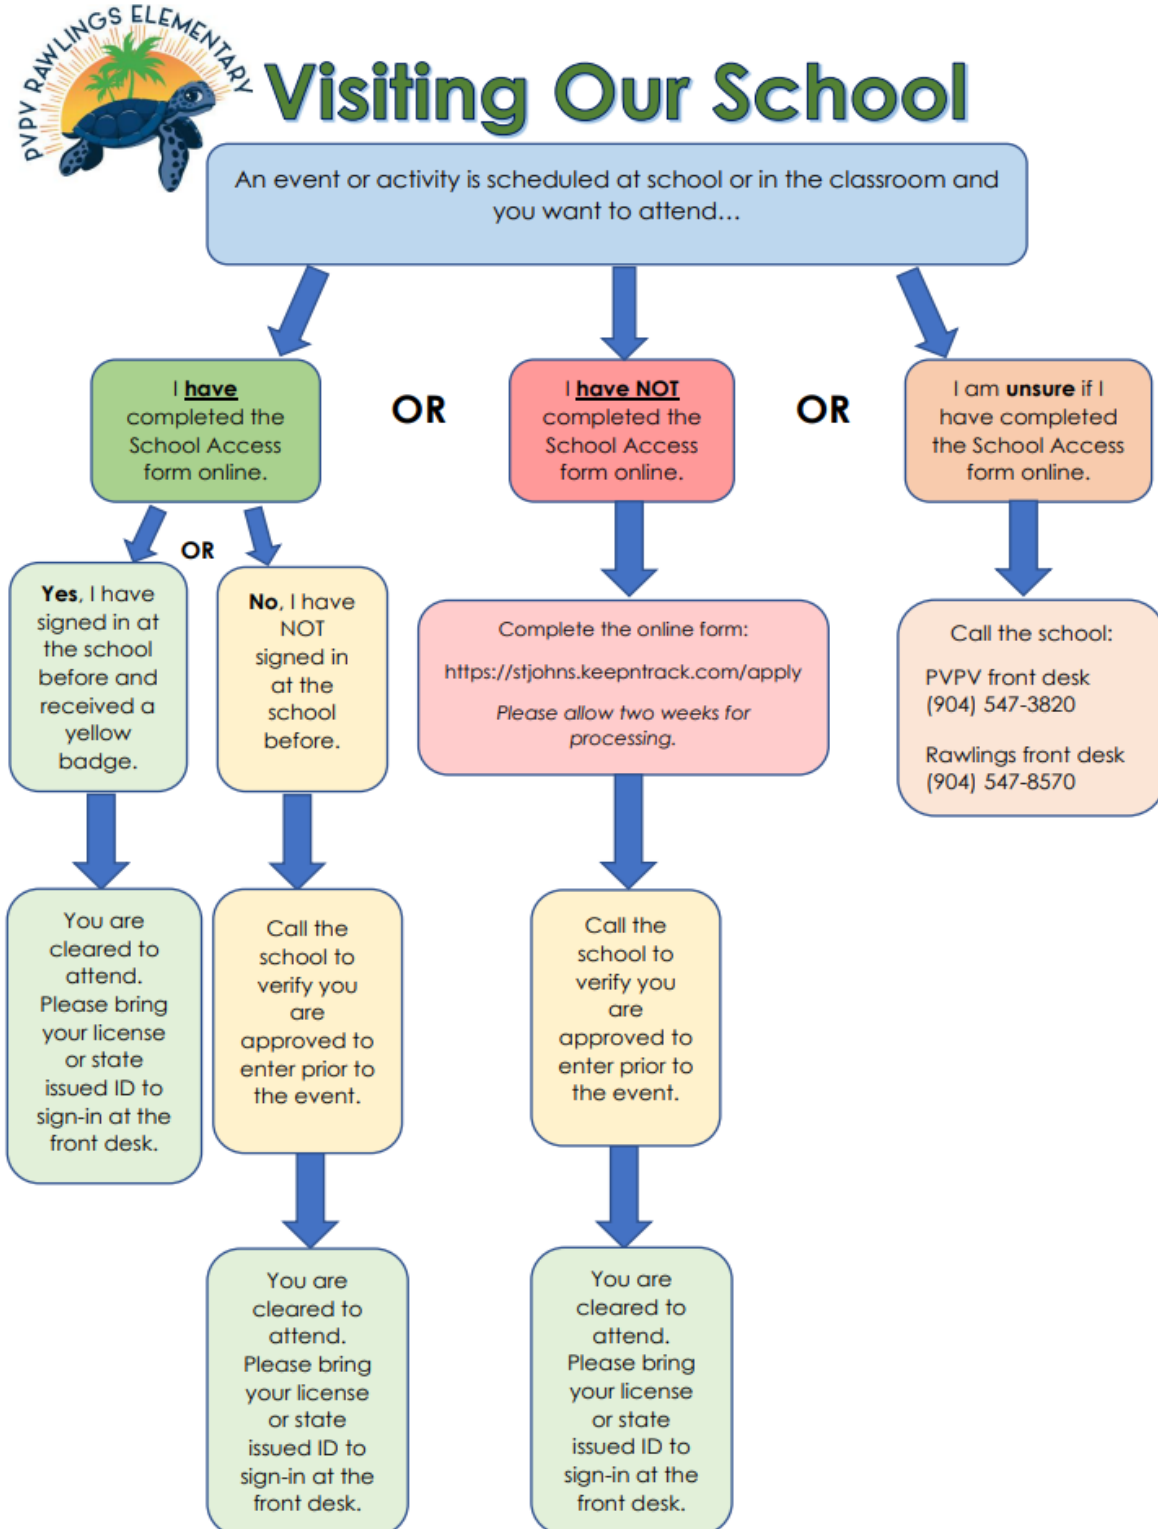 PVPV RAWLINGS ELEMENTARY
Visiting Our School
An event or activity is scheduled at school or in the classroom and
you want to attend...
I have
completed the
School Access
form online.
OR
I have NOT
completed the
School Access
form online.
OR
I am unsure if I
have completed
the School Access
form online.
Yes, I have
signed in at
the school
before and
received a
yellow
badge.
OR
No, I have
NOT
signed in
at the
school
before.
Complete the online form:
https://stjohns.keepntrack.com/apply
Please allow two weeks for
processing.
Call the school:
PVPV front desk
(904) 547-3820
Rawlings front desk
(904) 547-8570
You are
cleared to
attend.
Please bring
your license
or state
issued ID to
sign-in at the
front desk.
Call the
school to
verify you
are
approved to
enter prior to
the event.
Call the
school to
verify you
are
approved to
enter prior to
the event.
You are
cleared to
attend.
Please bring
your license
or state
issued ID to
sign-in at the
front desk.
You are
cleared to
attend.
Please bring
your license
or state
issued ID to
sign-in at the
front desk.